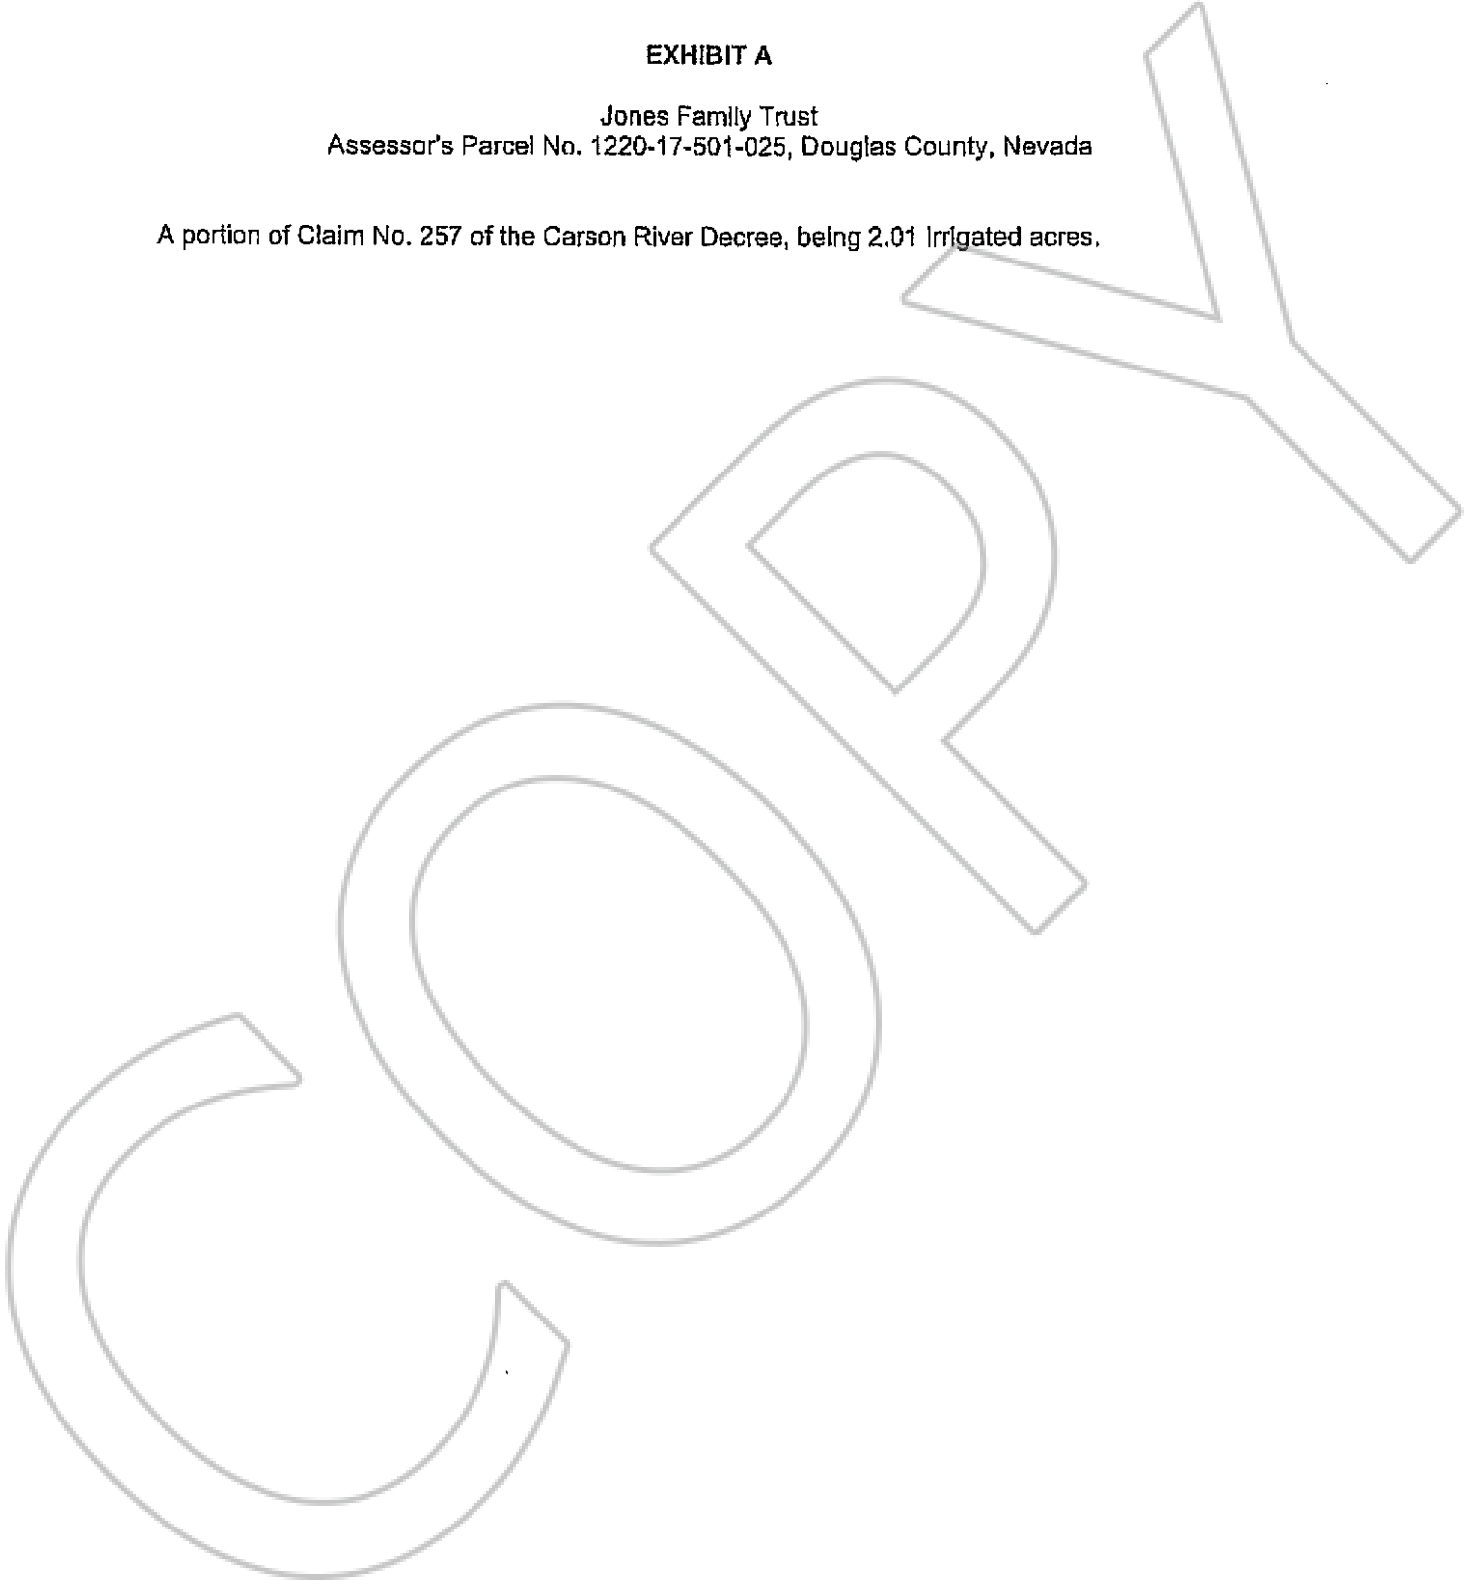 EXHIBIT A
Jones Family Trust
Assessor's Parcel No. 1220-17-501-025, Douglas County, Nevada
A portion of Claim No. 257 of the Carson River Decree, being 2.01 irrigated acres.
COPY